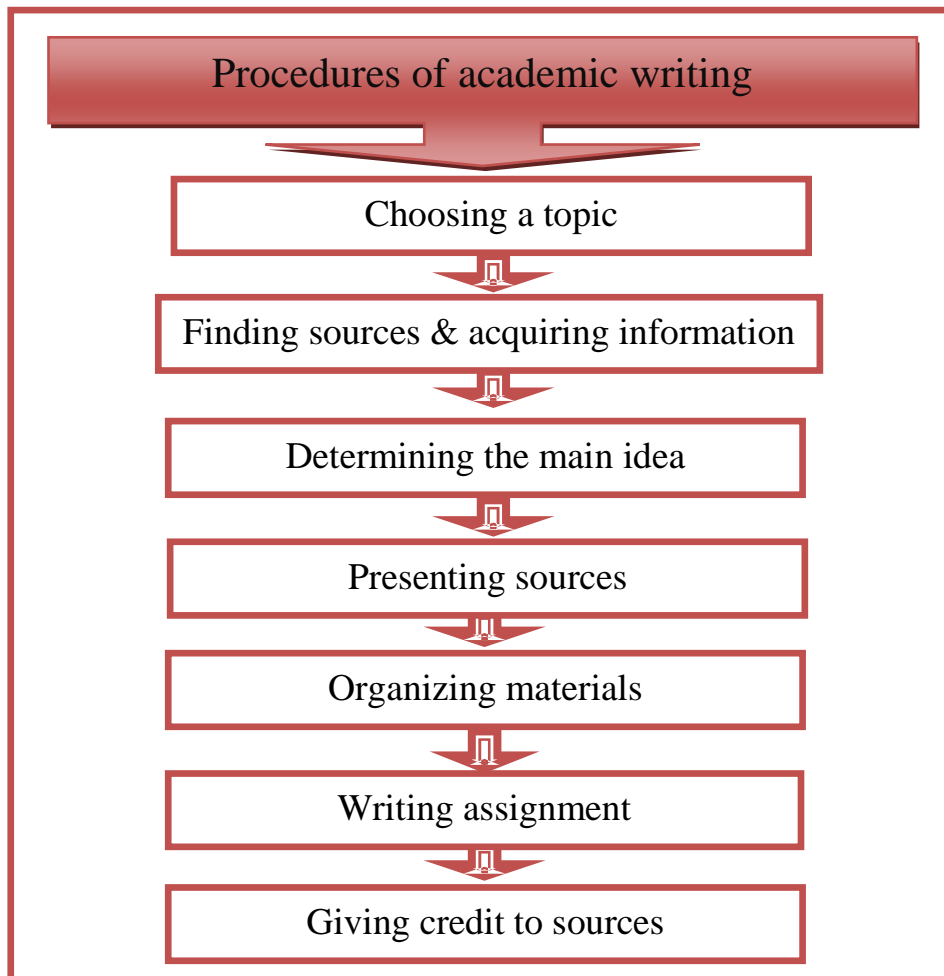 Procedures of academic writing
Choosing a topic
Finding sources & acquiring information
Determining the main idea
Presenting sources
Organizing materials
Writing assignment
Giving credit to sources